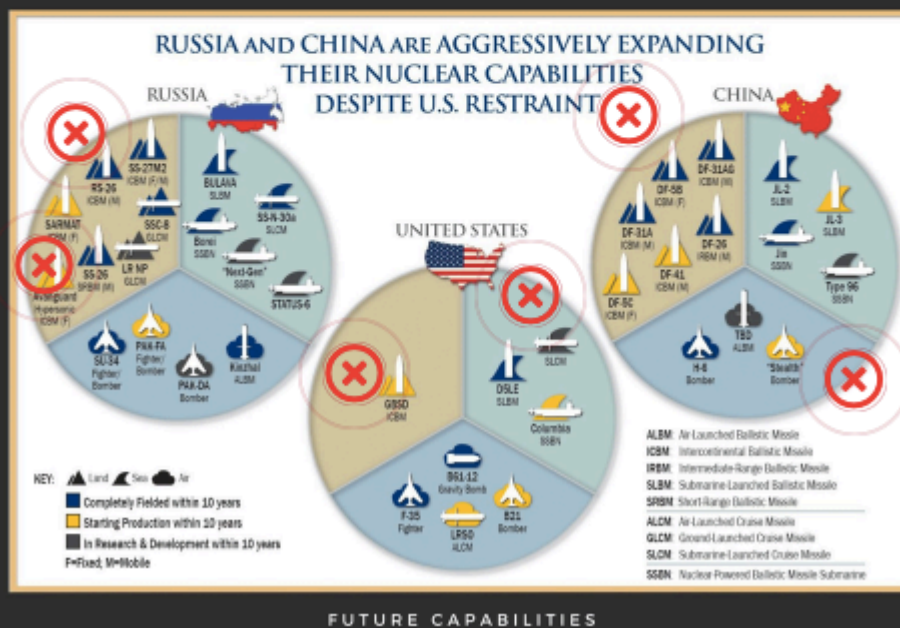 RUSSIA AND CHINA ARE AGGRESSIVELY EXPANDING
THEIR NUCLEAR CAPABILITIES
DESPITE U.S. RESTRAINT
RUSSIA
SS-27M2
ICBM (F/M)
RS-26
ICBM (M)
SARMAT
ICBM (F)
SSC-8
GLCM
SS-26
SRBM (M)
LR NP
GLCM
Avanguard
Hypersonic
ICBM (F)
BULAVA
SLBM
SS-N-30a
SLCM
Borei
SSBN
"Next-Gen"
SSBN
STATUS-6
SU-34
Fighter/
Bomber
PAK-FA
Fighter/
Bomber
PAK-DA
Bomber
Kinzhal
ALBM
UNITED STATES
GBSD
ICBM
SLCM
D5LE
SLBM
Columbia
SSBN
B61-12
Gravity Bomb
F-35
Fighter
LRSO
ALCM
B21
Bomber
CHINA
DF-31AG
ICBM (M)
DF-5B
ICBM (F)
DF-31A
ICBM (M)
DF-26
IRBM (M)
DF-41
ICBM (M)
DF-5C
ICBM (F)
JL-2
SLBM
JL-3
SLBM
Jin
SSBN
Type 96
SSBN
TBD
ALBM
H-6
Bomber
"Stealth"
Bomber
KEY: Land Sea Air
Completely Fielded within 10 years
Starting Production within 10 years
In Research & Development within 10 years
F=Fixed; M=Mobile
ALBM: Air-Launched Ballistic Missile
ICBM: Intercontinental Ballistic Missile
IRBM: Intermediate-Range Ballistic Missile
SLBM: Submarine-Launched Ballistic Missile
SRBM: Short-Range Ballistic Missile
ALCM: Air-Launched Cruise Missile
GLCM: Ground-Launched Cruise Missile
SLCM: Submarine-Launched Cruise Missile
SSBN: Nuclear-Powered Ballistic Missile Submarine
FUTURE CAPABILITIES